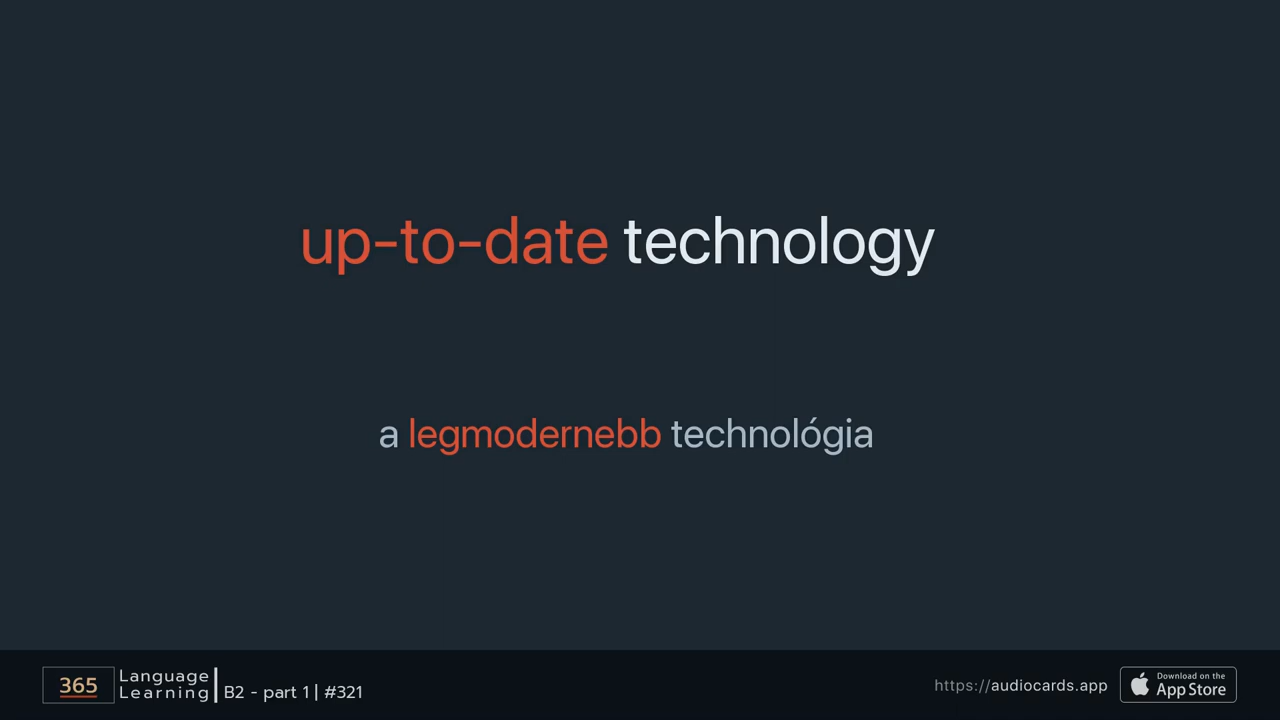 up-to-date technology
a legmodernebb technológia
365
Language
Learning
B2 - part 1 | #321
https://audiocards.app
Download on the
App Store